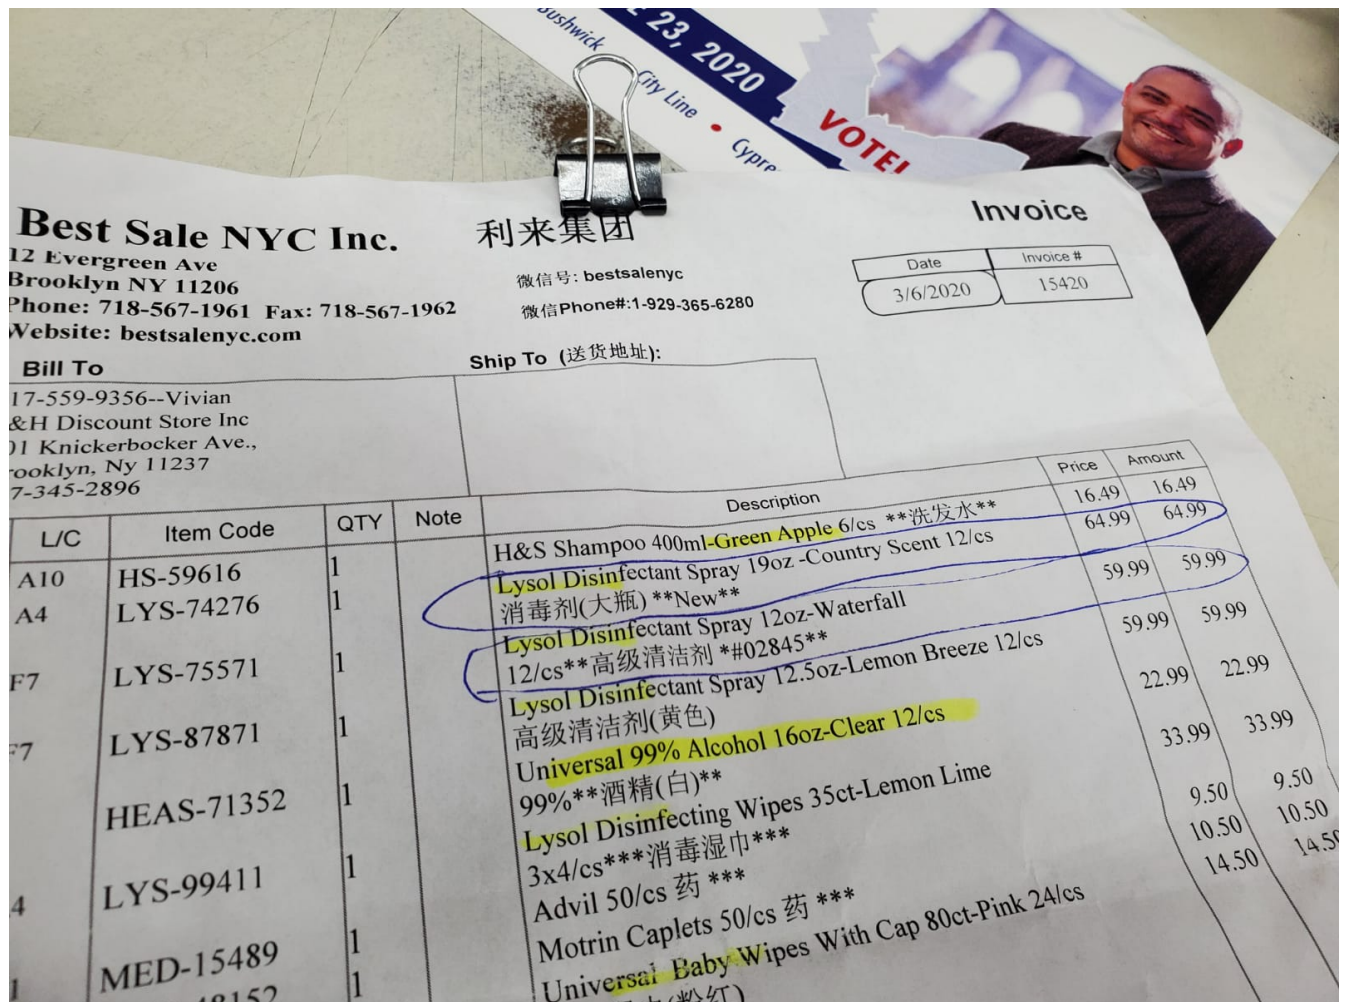 23, 2020
Bushwick
City Line • Cypre
VOTE!
Best Sale NYC Inc.
利来集团
Invoice
12 Evergreen Ave
Brooklyn NY 11206
Phone: 718-567-1961 Fax: 718-567-1962
Website: bestsalenyc.com
微信号: bestsalenyc
微信Phone#:1-929-365-6280
Date Invoice #
3/6/2020 15420
Bill To
Ship To (送货地址):
17-559-9356--Vivian
&H Discount Store Inc
01 Knickerbocker Ave.,
rooklyn, Ny 11237
7-345-2896
L/C Item Code QTY Note Description Price Amount
A10 HS-59616 1 H&S Shampoo 400ml-Green Apple 6/cs **洗发水** 16.49 16.49
A4 LYS-74276 1 Lysol Disinfectant Spray 19oz -Country Scent 12/cs 64.99 64.99
消毒剂(大瓶) **New**
F7 LYS-75571 1 Lysol Disinfectant Spray 12oz-Waterfall 59.99 59.99
12/cs**高级清洁剂 *#02845**
F7 LYS-87871 1 Lysol Disinfectant Spray 12.5oz-Lemon Breeze 12/cs 59.99 59.99
高级清洁剂(黄色)
HEAS-71352 1 Universal 99% Alcohol 16oz-Clear 12/cs 22.99 22.99
99%**酒精(白)**
4 LYS-99411 1 Lysol Disinfecting Wipes 35ct-Lemon Lime 33.99 33.99
3x4/cs***消毒湿巾***
1 MED-15489 1 Advil 50/cs 药 *** 9.50 9.50
48152 1 Motrin Caplets 50/cs 药 *** 10.50 10.50
Universal Baby Wipes With Cap 80ct-Pink 24/cs 14.50 14.50
(粉红)